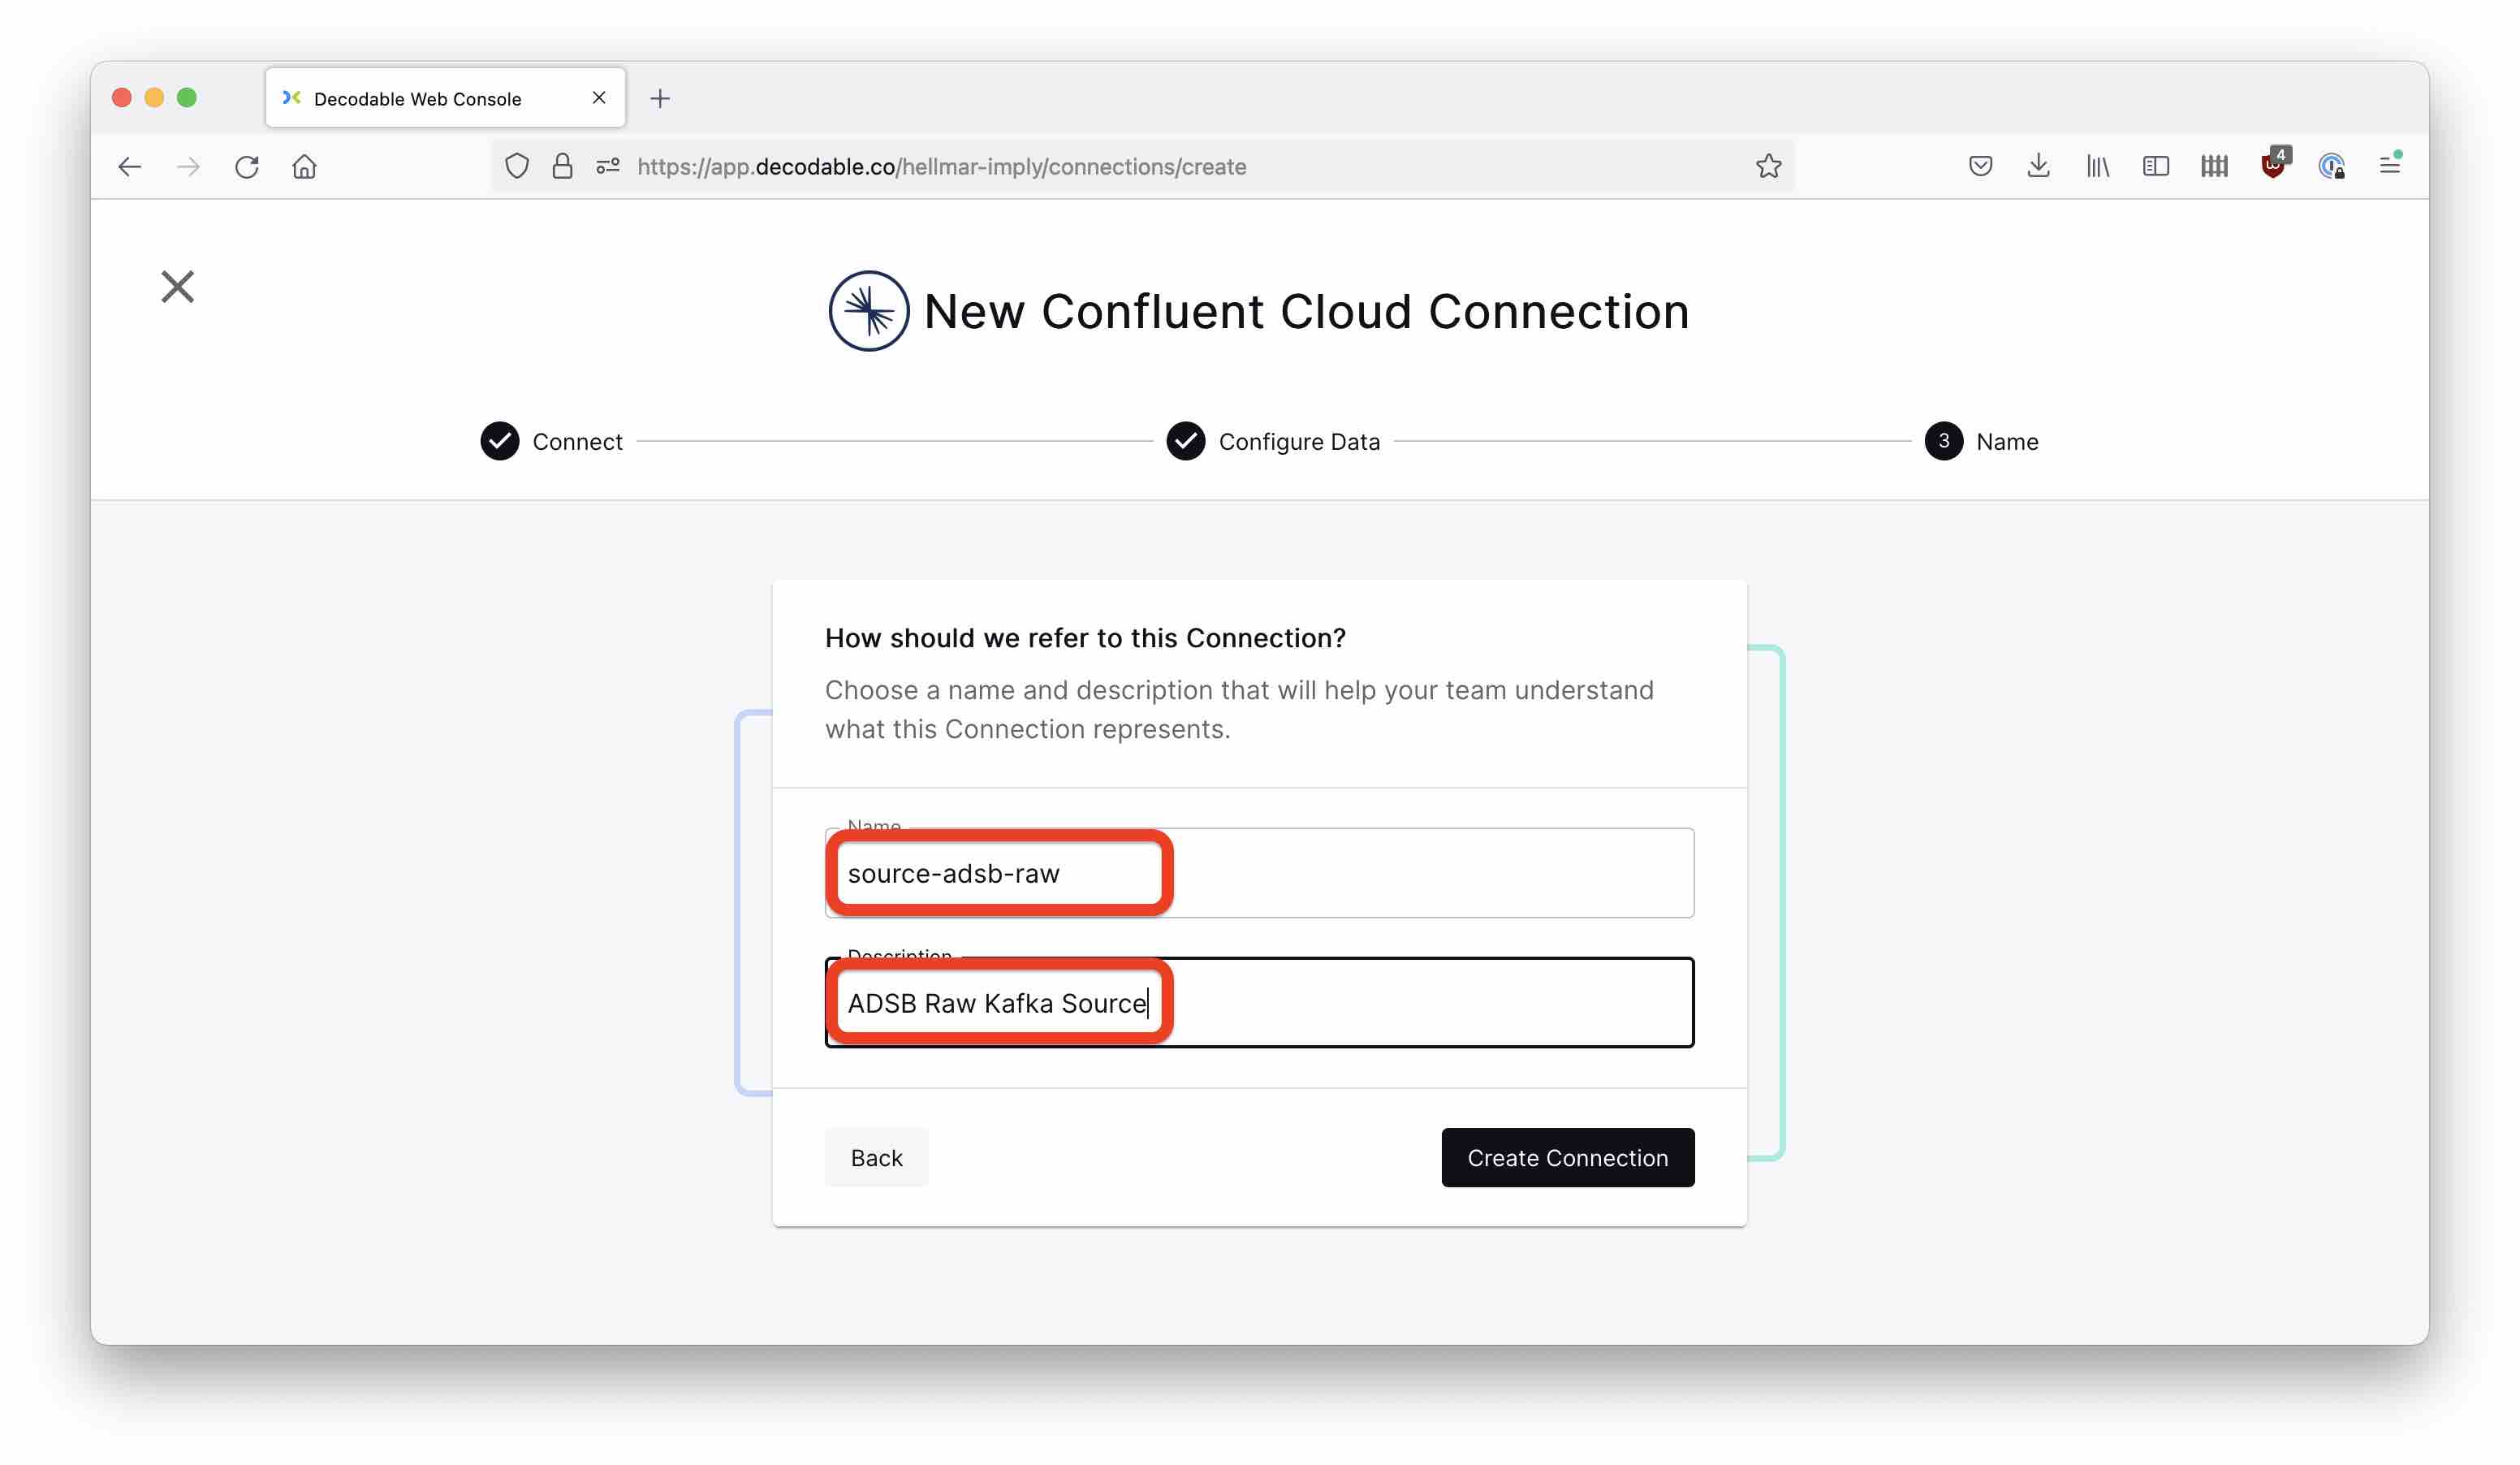 Decodable Web Console
https://app.decodable.co/hellmar-imply/connections/create
4
New Confluent Cloud Connection
Connect
Configure Data
3 Name
How should we refer to this Connection?
Choose a name and description that will help your team understand
what this Connection represents.
Name
source-adsb-raw
Description
ADSB Raw Kafka Source
Back
Create Connection